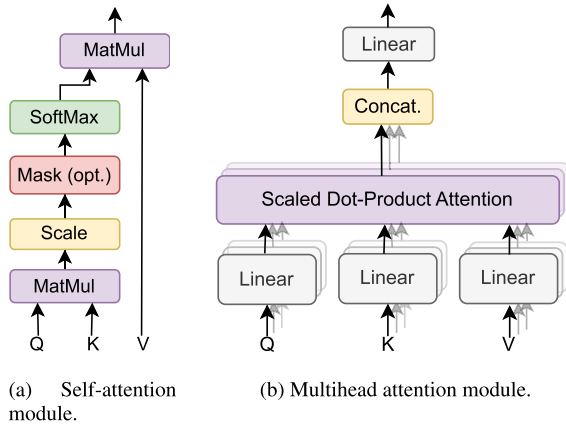 MatMul
SoftMax
Mask (opt.)
Scale
MatMul
Q K V
(a) Self-attention
module.
Linear
Concat.
Scaled Dot-Product Attention
Linear Linear Linear
Q K V
(b) Multihead attention module.